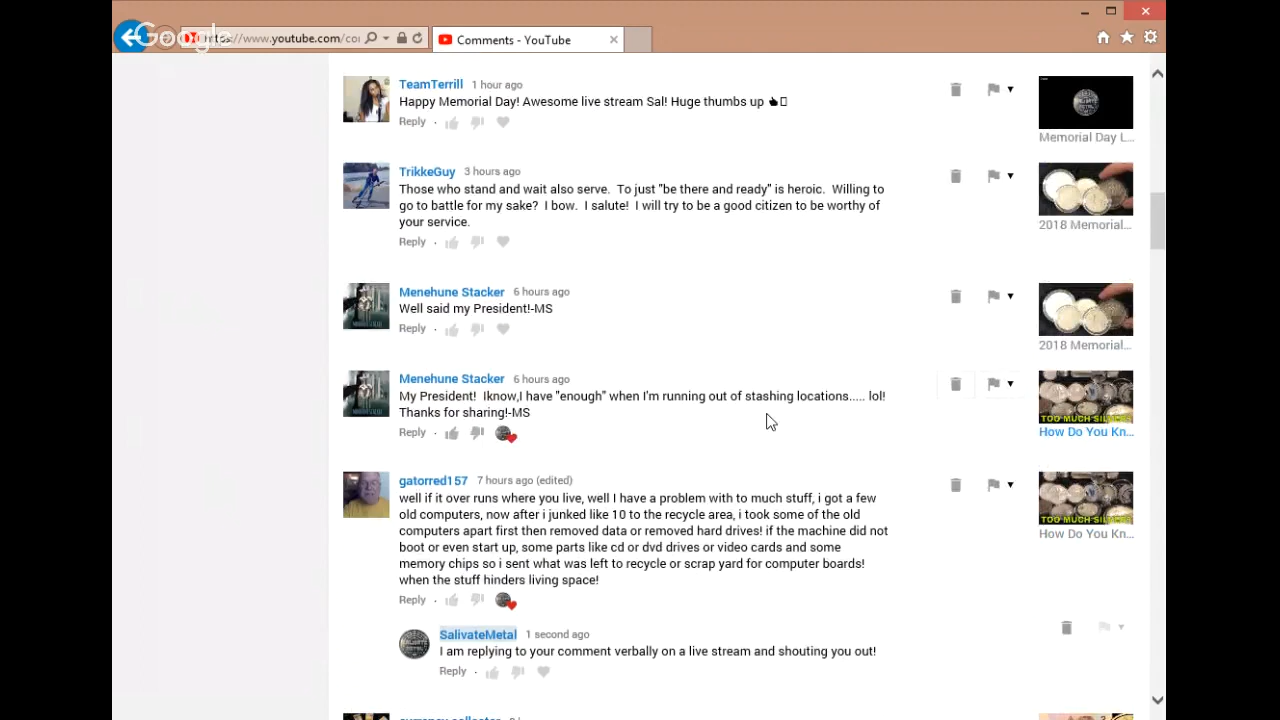 Google
https://www.youtube.com/co
Comments - YouTube
TeamTerrill 1 hour ago
Happy Memorial Day! Awesome live stream Sal! Huge thumbs up
Reply
Memorial Day L...
TrikkeGuy 3 hours ago
Those who stand and wait also serve. To just "be there and ready" is heroic. Willing to
go to battle for my sake? I bow. I salute! I will try to be a good citizen to be worthy of
your service.
Reply
2018 Memorial...
Menehune Stacker 6 hours ago
Well said my President!-MS
Reply
2018 Memorial...
Menehune Stacker 6 hours ago
My President! Iknow,I have "enough" when I'm running out of stashing locations..... lol!
Thanks for sharing!-MS
Reply
TOO MUCH SILVER?
How Do You Kn...
gatorred157 7 hours ago (edited)
well if it over runs where you live, well I have a problem with to much stuff, i got a few
old computers, now after i junked like 10 to the recycle area, i took some of the old
computers apart first then removed data or removed hard drives! if the machine did not
boot or even start up, some parts like cd or dvd drives or video cards and some
memory chips so i sent what was left to recycle or scrap yard for computer boards!
when the stuff hinders living space!
Reply
TOO MUCH SILVER?
How Do You Kn...
SalivateMetal 1 second ago
I am replying to your comment verbally on a live stream and shouting you out!
Reply